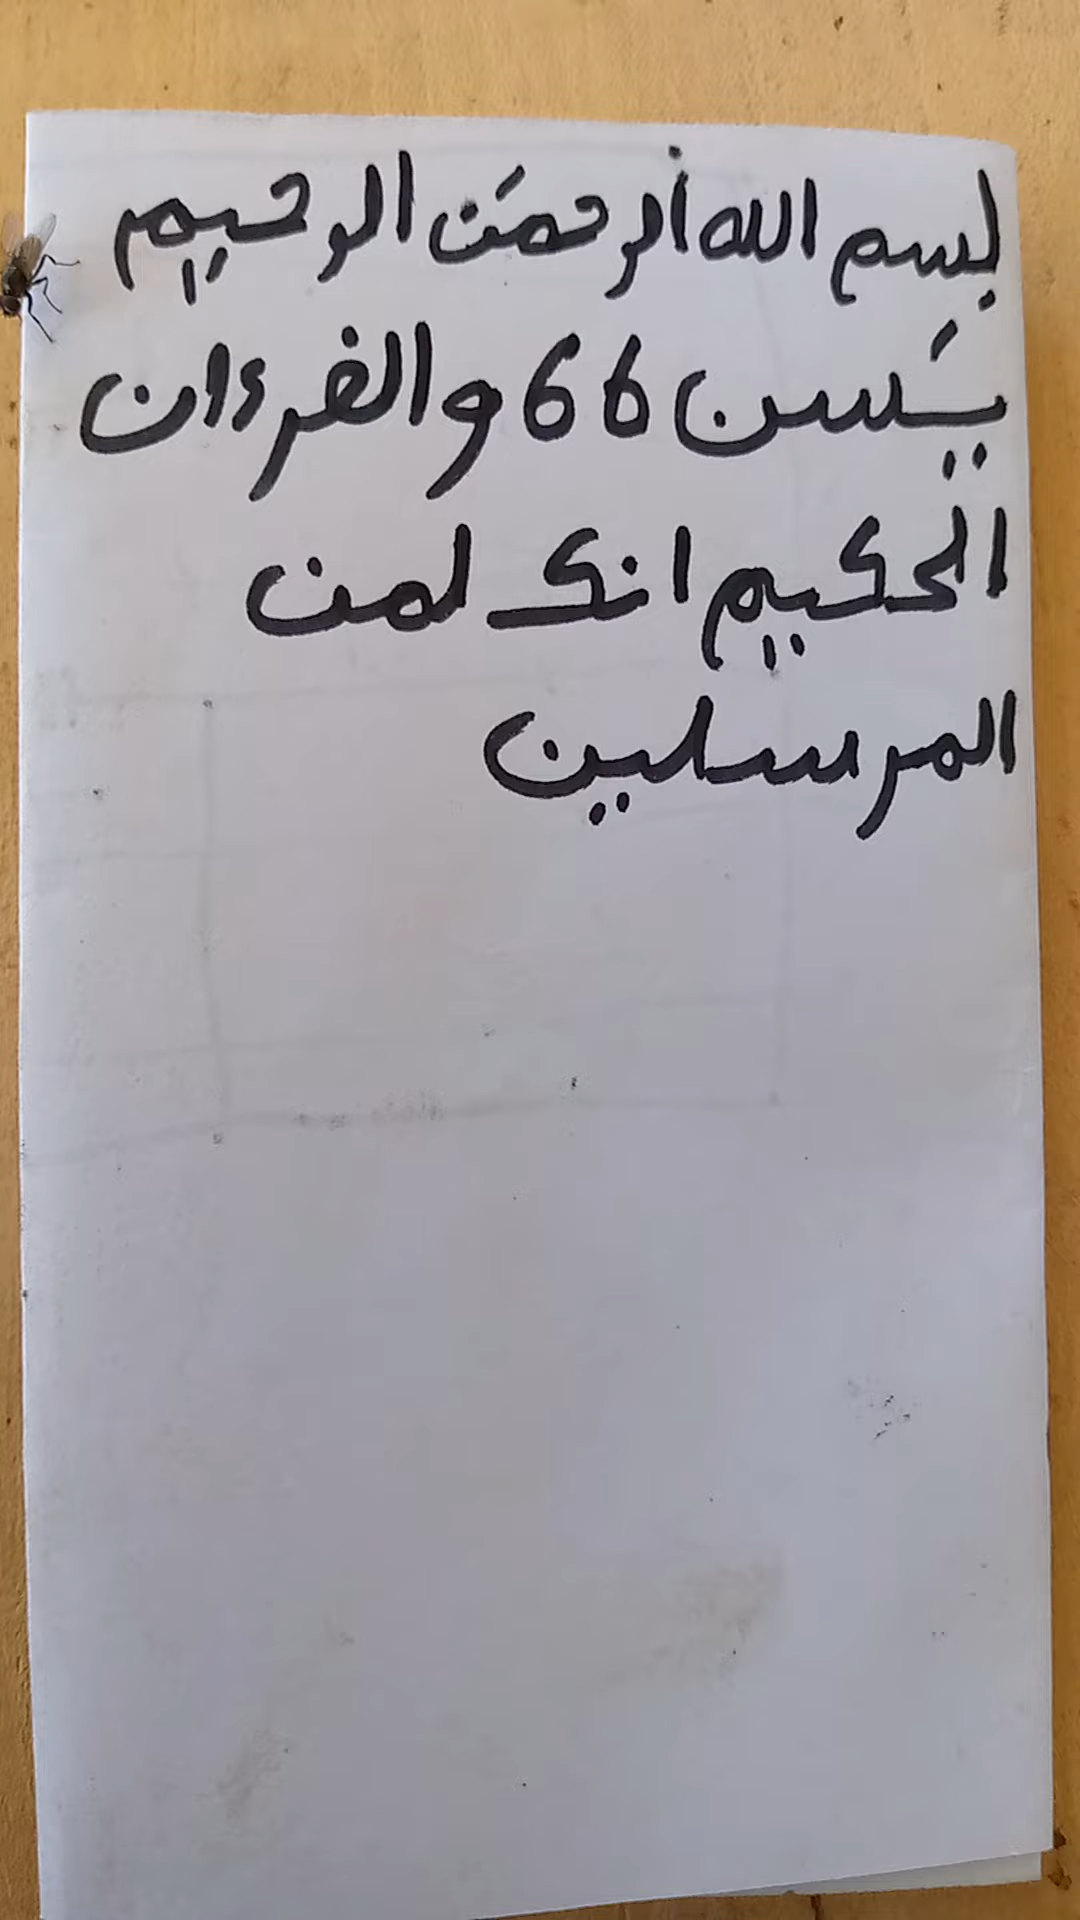 بسم الله الرحمن الرحيم
يسن 66 والقرءان
الحكيم انك لمن
المرسلين